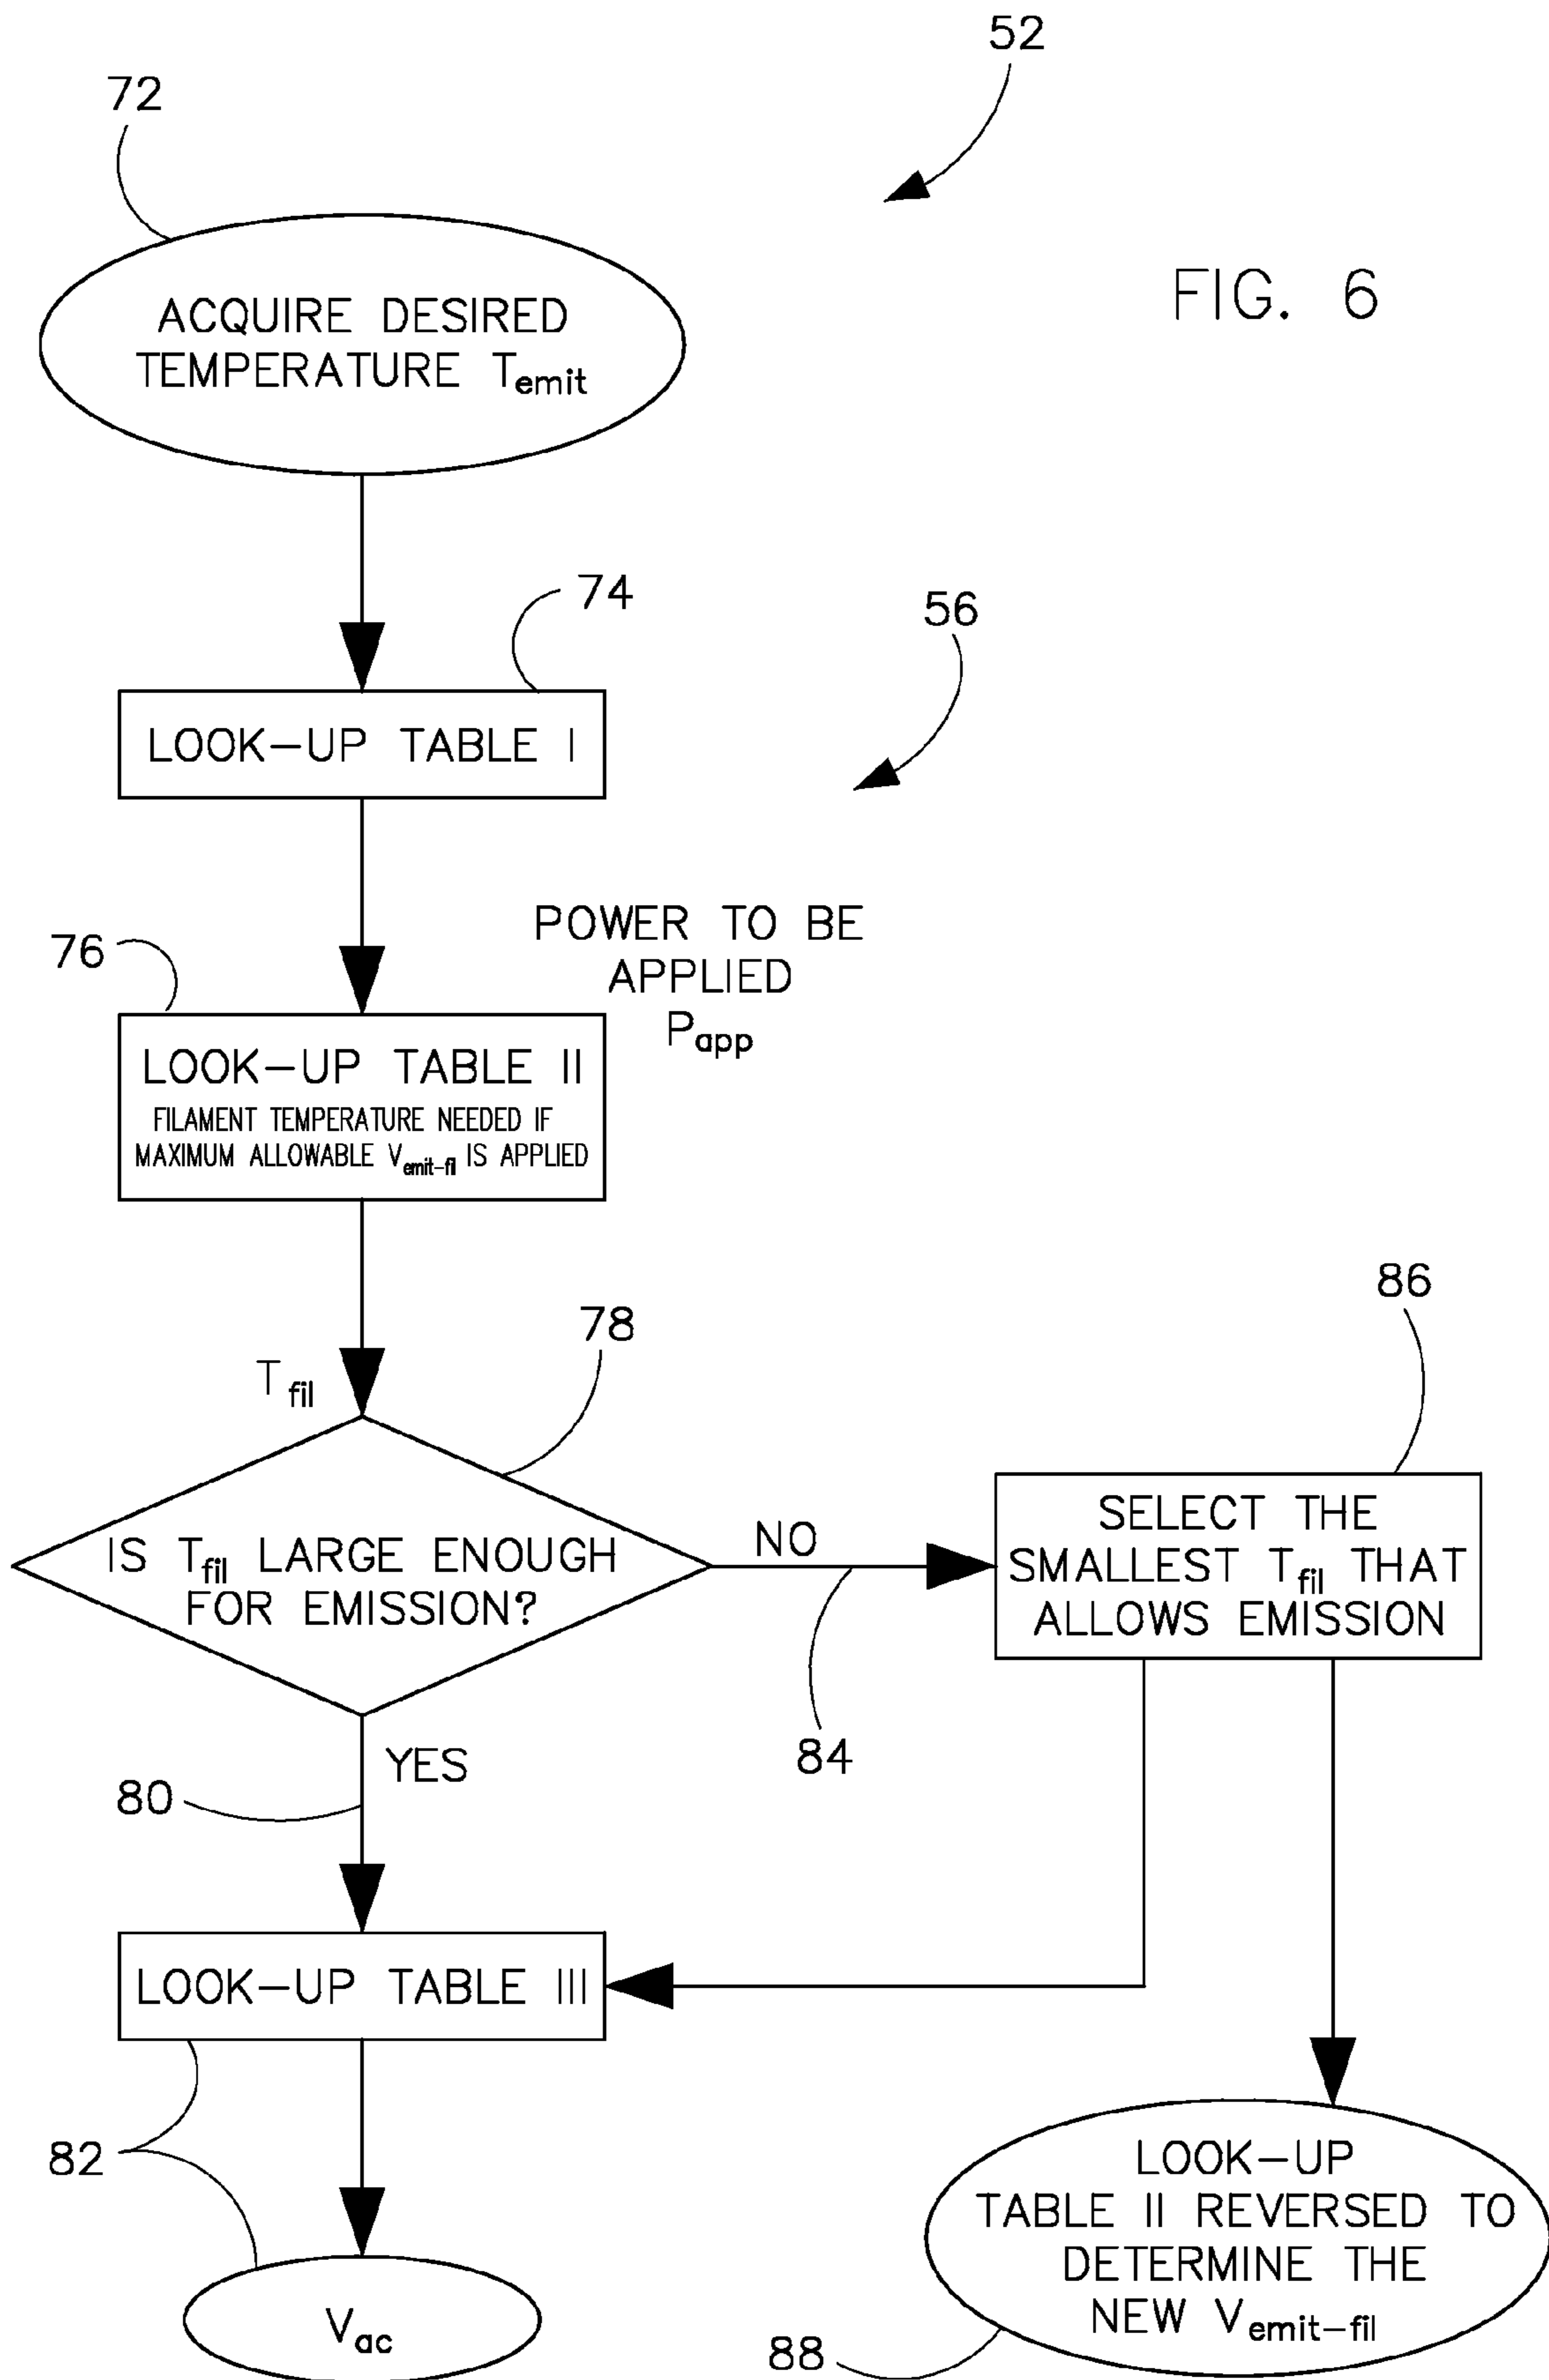 52
72
FIG. 6
ACQUIRE DESIRED
TEMPERATURE Temit
74
56
LOOK-UP TABLE I
POWER TO BE
APPLIED
Papp
76
LOOK-UP TABLE II
FILAMENT TEMPERATURE NEEDED IF
MAXIMUM ALLOWABLE Vemit-fil IS APPLIED
86
78
Tfil
SELECT THE
SMALLEST Tfil THAT
ALLOWS EMISSION
NO
IS Tfil LARGE ENOUGH
FOR EMISSION?
84
YES
80
LOOK-UP TABLE III
82
LOOK-UP
TABLE II REVERSED TO
DETERMINE THE
NEW Vemit-fil
Vac
88